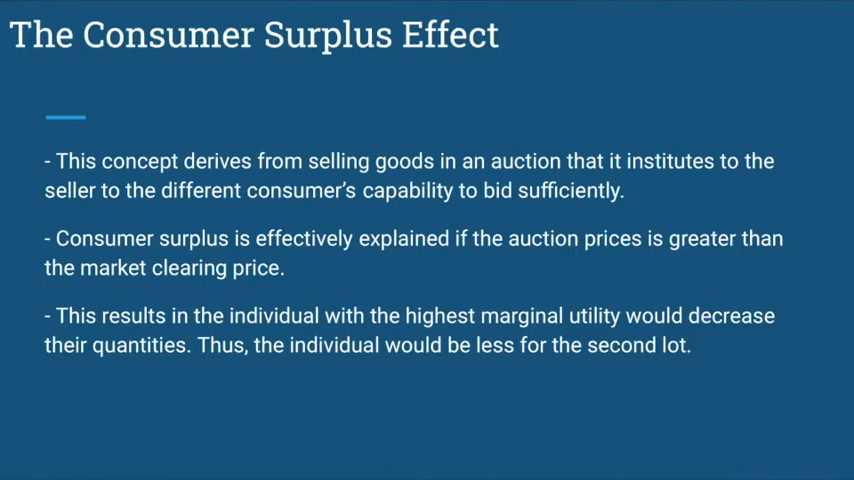 The Consumer Surplus Effect
- This concept derives from selling goods in an auction that it institutes to the
seller to the different consumer's capability to bid sufficiently.
- Consumer surplus is effectively explained if the auction prices is greater than
the market clearing price.
- This results in the individual with the highest marginal utility would decrease
their quantities. Thus, the individual would be less for the second lot.